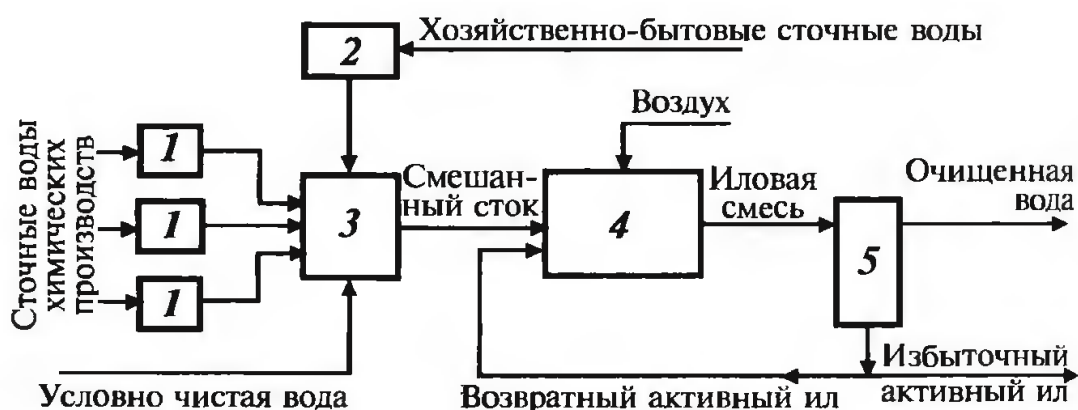 2
Хозяйственно-бытовые сточные воды
Воздух
Сточные воды
химических
производств
1
1
1
3
Смешан-
ный сток
4
Иловая
смесь
5
Очищенная
вода
Условно чистая вода
Возвратный активный ил
Избыточный
активный ил